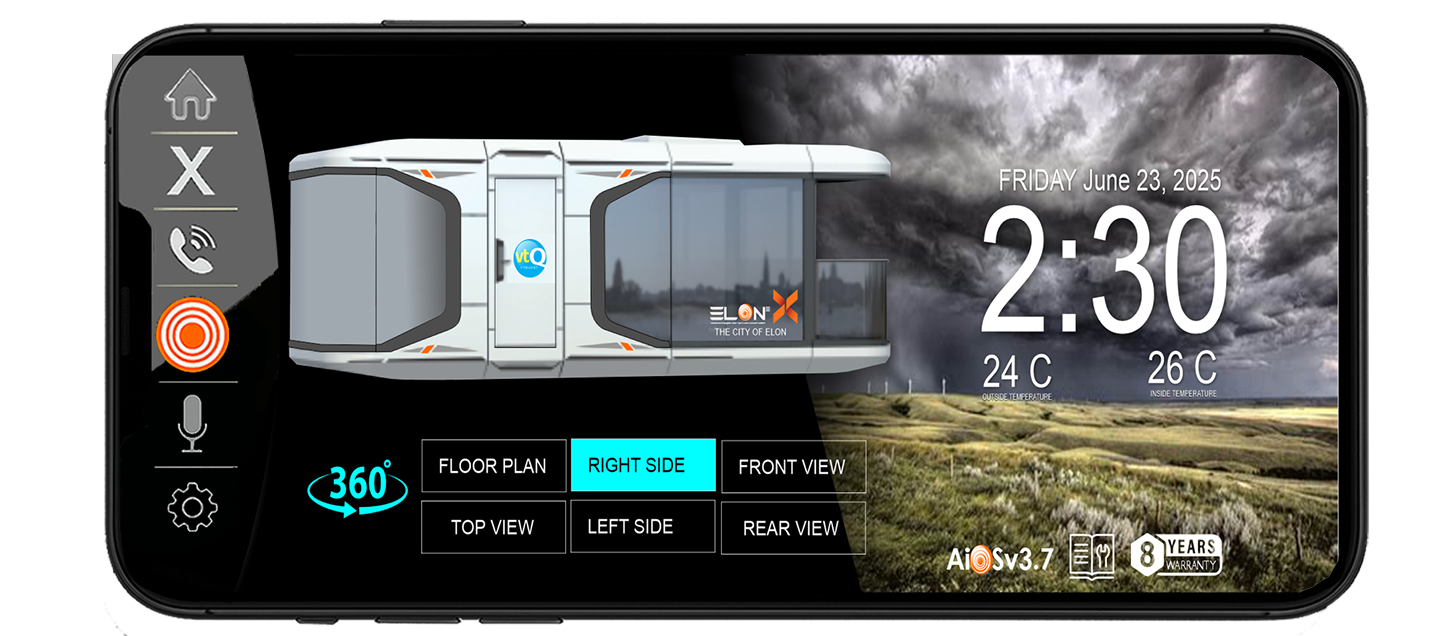 X
FRIDAY June 23, 2025
2:30
24 C
OUTSIDE TEMPERATURE
26 C
INSIDE TEMPERATURE
vtQ
ELON X
THE CITY OF ELON
360°
FLOOR PLAN
RIGHT SIDE
FRONT VIEW
TOP VIEW
LEFT SIDE
REAR VIEW
AiOSv3.7
8 YEARS
WARRANTY